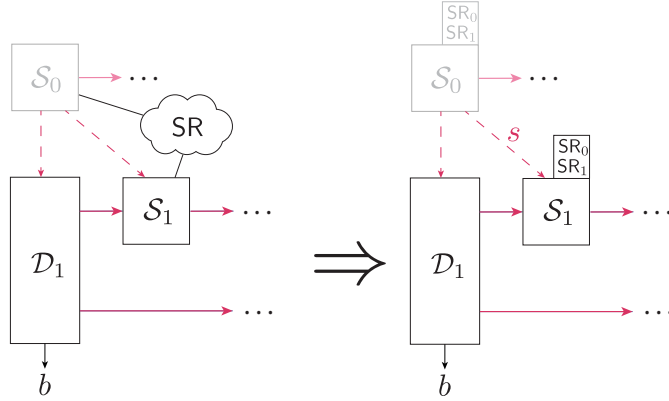 S₀ ...
SR
S₁ ...
D₁
...
b
⇒
SR₀
SR₁
S₀ ...
s
SR₀
SR₁
S₁ ...
D₁
...
b